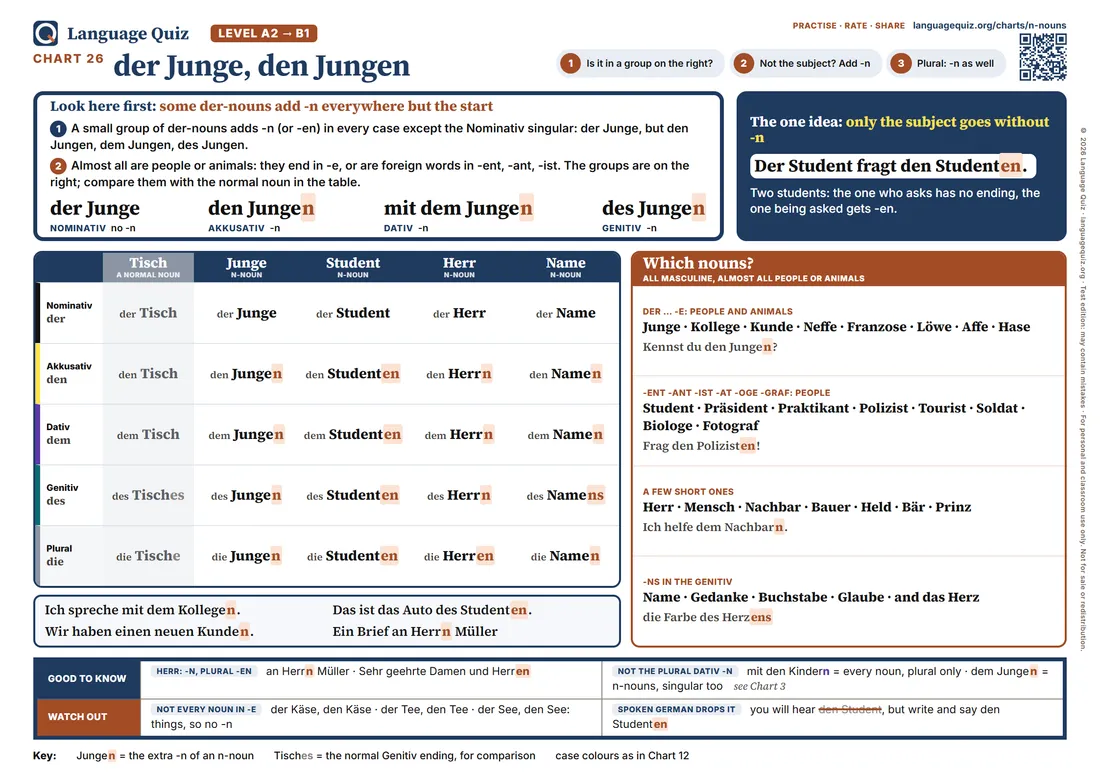 Language Quiz
LEVEL A2 → B1
PRACTISE · RATE · SHARE languagequiz.org/charts/n-nouns
CHART 26
der Junge, den Jungen
1 Is it in a group on the right?
2 Not the subject? Add -n
3 Plural: -n as well
Look here first: some der-nouns add -n everywhere but the start
1 A small group of der-nouns adds -n (or -en) in every case except the Nominativ singular: der Junge, but den
Jungen, dem Jungen, des Jungen.
2 Almost all are people or animals: they end in -e, or are foreign words in -ent, -ant, -ist. The groups are on the
right; compare them with the normal noun in the table.
der Junge den Jungen mit dem Jungen des Jungen
NOMINATIV no -n AKKUSATIV -n DATIV -n GENITIV -n
The one idea: only the subject goes without
-n
Der Student fragt den Studenten.
Two students: the one who asks has no ending, the
one being asked gets -en.
Tisch Junge Student Herr Name
A NORMAL NOUN N-NOUN N-NOUN N-NOUN N-NOUN
Nominativ
der
der Tisch der Junge der Student der Herr der Name
Akkusativ
den
den Tisch den Jungen den Studenten den Herrn den Namen
Dativ
dem
dem Tisch dem Jungen dem Studenten dem Herrn dem Namen
Genitiv
des
des Tisches des Jungen des Studenten des Herrn des Namens
Plural
die
die Tische die Jungen die Studenten die Herren die Namen
Ich spreche mit dem Kollegen. Das ist das Auto des Studenten.
Wir haben einen neuen Kunden. Ein Brief an Herrn Müller
Which nouns?
ALL MASCULINE, ALMOST ALL PEOPLE OR ANIMALS
DER ... -E: PEOPLE AND ANIMALS
Junge · Kollege · Kunde · Neffe · Franzose · Löwe · Affe · Hase
Kennst du den Jungen?
-ENT -ANT -IST -AT -OGE -GRAF: PEOPLE
Student · Präsident · Praktikant · Polizist · Tourist · Soldat ·
Biologe · Fotograf
Frag den Polizisten!
A FEW SHORT ONES
Herr · Mensch · Nachbar · Bauer · Held · Bär · Prinz
Ich helfe dem Nachbarn.
-NS IN THE GENITIV
Name · Gedanke · Buchstabe · Glaube · and das Herz
die Farbe des Herzens
GOOD TO KNOW
HERR: -N, PLURAL -EN an Herrn Müller · Sehr geehrte Damen und Herren
NOT THE PLURAL DATIV -N mit den Kindern = every noun, plural only · dem Jungen =
n-nouns, singular too see Chart 3
WATCH OUT
NOT EVERY NOUN IN -E der Käse, den Käse · der Tee, den Tee · der See, den See:
things, so no -n
SPOKEN GERMAN DROPS IT you will hear den Student, but write and say den
Studenten
Key: Jungen = the extra -n of an n-noun Tisches = the normal Genitiv ending, for comparison case colours as in Chart 12
© 2026 Language Quiz · languagequiz.org · Test edition: may contain mistakes · For personal and classroom use only. Not for sale or redistribution.